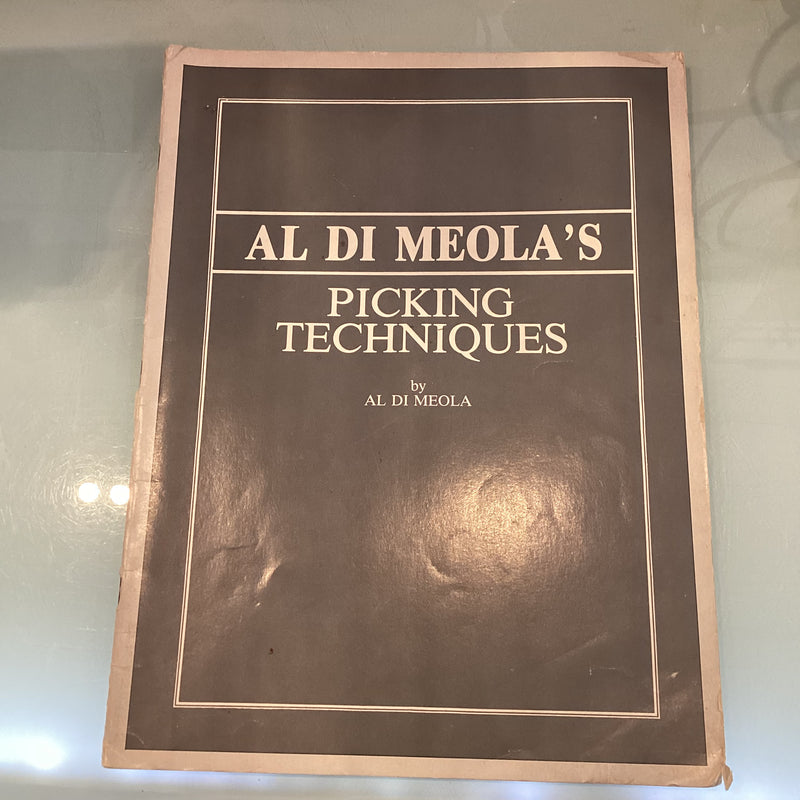 AL DI MEOLA'S
PICKING
TECHNIQUES
by
AL DI MEOLA